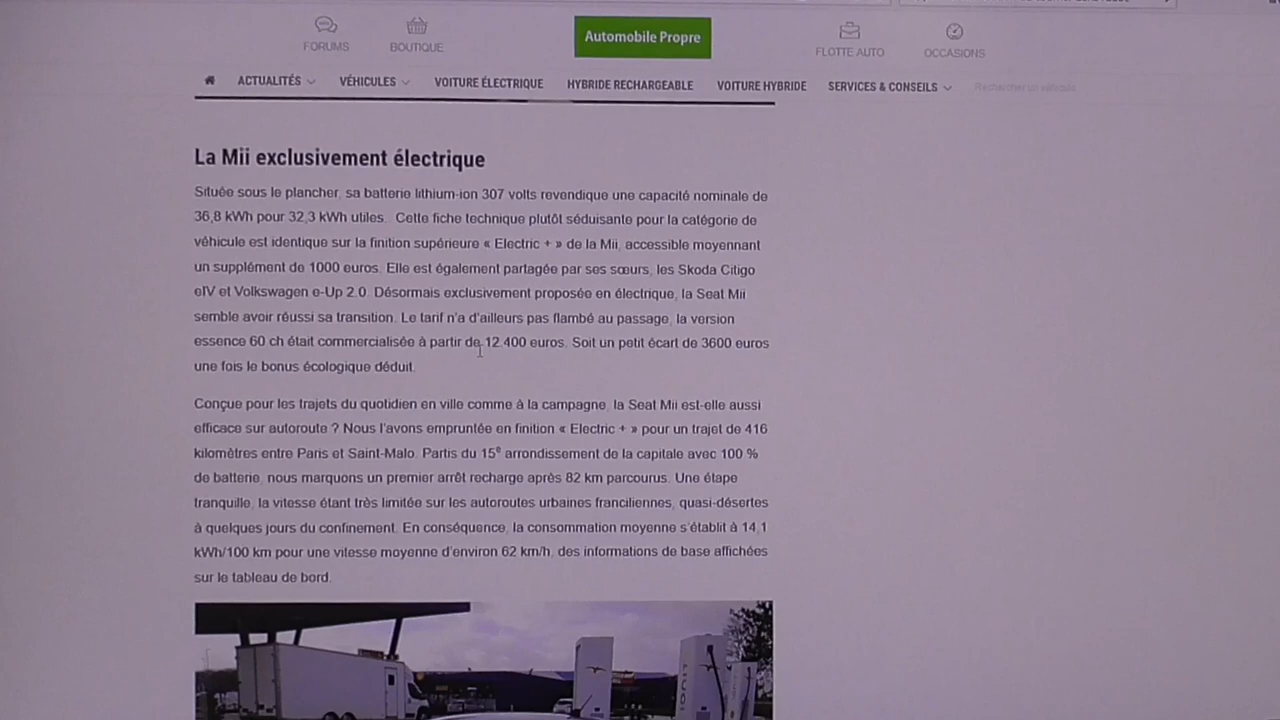 FORUMS
BOUTIQUE
Automobile Propre
FLOTTE AUTO
OCCASIONS
ACTUALITÉS
VÉHICULES
VOITURE ÉLECTRIQUE
HYBRIDE RECHARGEABLE
VOITURE HYBRIDE
SERVICES & CONSEILS
Rechercher un véhicule
La Mii exclusivement électrique
Située sous le plancher, sa batterie lithium-ion 307 volts revendique une capacité nominale de
36,8 kWh pour 32,3 kWh utiles. Cette fiche technique plutôt séduisante pour la catégorie de
véhicule est identique sur la finition supérieure « Electric + » de la Mii, accessible moyennant
un supplément de 1000 euros. Elle est également partagée par ses sœurs, les Skoda Citigo
eIV et Volkswagen e-Up 2.0. Désormais exclusivement proposée en électrique, la Seat Mii
semble avoir réussi sa transition. Le tarif n'a d'ailleurs pas flambé au passage, la version
essence 60 ch était commercialisée à partir de 12.400 euros. Soit un petit écart de 3600 euros
une fois le bonus écologique déduit.
Conçue pour les trajets du quotidien en ville comme à la campagne, la Seat Mii est-elle aussi
efficace sur autoroute ? Nous l'avons empruntée en finition « Electric + » pour un trajet de 416
kilomètres entre Paris et Saint-Malo. Partis du 15e arrondissement de la capitale avec 100 %
de batterie, nous marquons un premier arrêt recharge après 82 km parcourus. Une étape
tranquille, la vitesse étant très limitée sur les autoroutes urbaines franciliennes, quasi-désertes
à quelques jours du confinement. En conséquence, la consommation moyenne s'établit à 14,1
kWh/100 km pour une vitesse moyenne d'environ 62 km/h, des informations de base affichées
sur le tableau de bord.
IONITY